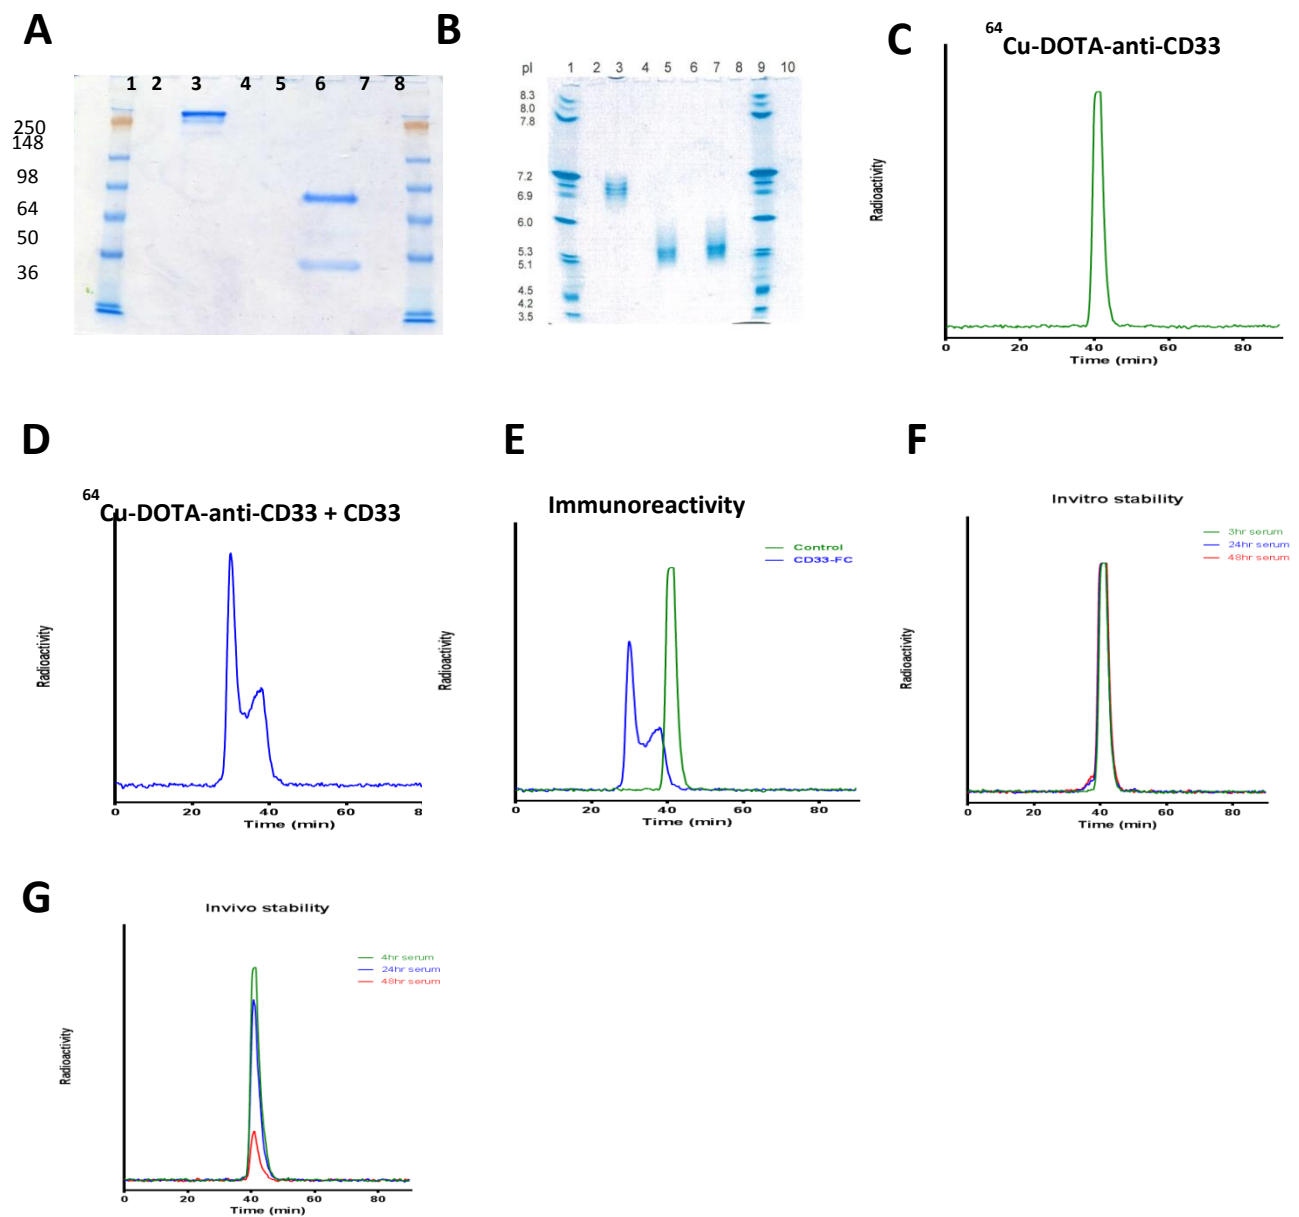 A
1 2 3 4 5 6 7 8
250
148
98
64
50
36
B
pI 1 2 3 4 5 6 7 8 9 10
8.3
8.0
7.8
7.2
6.9
6.0
5.3
5.1
4.5
4.2
3.5
C
64Cu-DOTA-anti-CD33
Radioactivity
0 20 40 60 80
Time (min)
D
64Cu-DOTA-anti-CD33 + CD33
Radioactivity
0 20 40 60 80
Time (min)
E
Immunoreactivity
Control
CD33-FC
Radioactivity
0 20 40 60 80
Time (min)
F
Invitro stability
3hr serum
24hr serum
48hr serum
Radioactivity
0 20 40 60 80
Time (min)
G
Invivo stability
4hr serum
24hr serum
48hr serum
Radioactivity
0 20 40 60 80
Time (min)